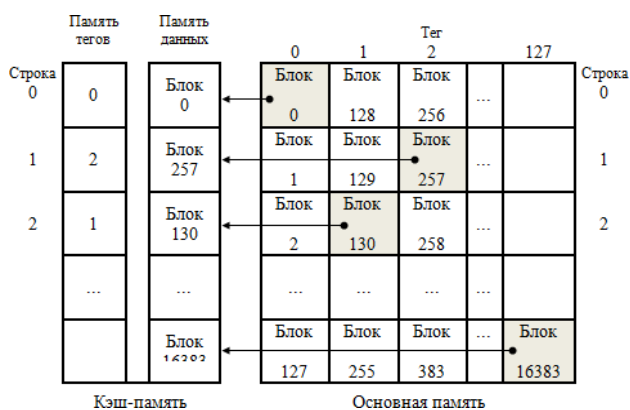 Память Память
тегов данных
Тег
0 1 2 127
Строка Строка
0 0 Блок 0 Блок 0 Блок 128 Блок 256 ... 0
1 2 Блок 257 Блок 1 Блок 129 Блок 257 ... 1
2 1 Блок 130 Блок 2 Блок 130 Блок 258 ... 2
... ... ... ... ... ...
Блок 16383 Блок 127 Блок 255 Блок 383 ... Блок 16383
Кэш-память Основная память